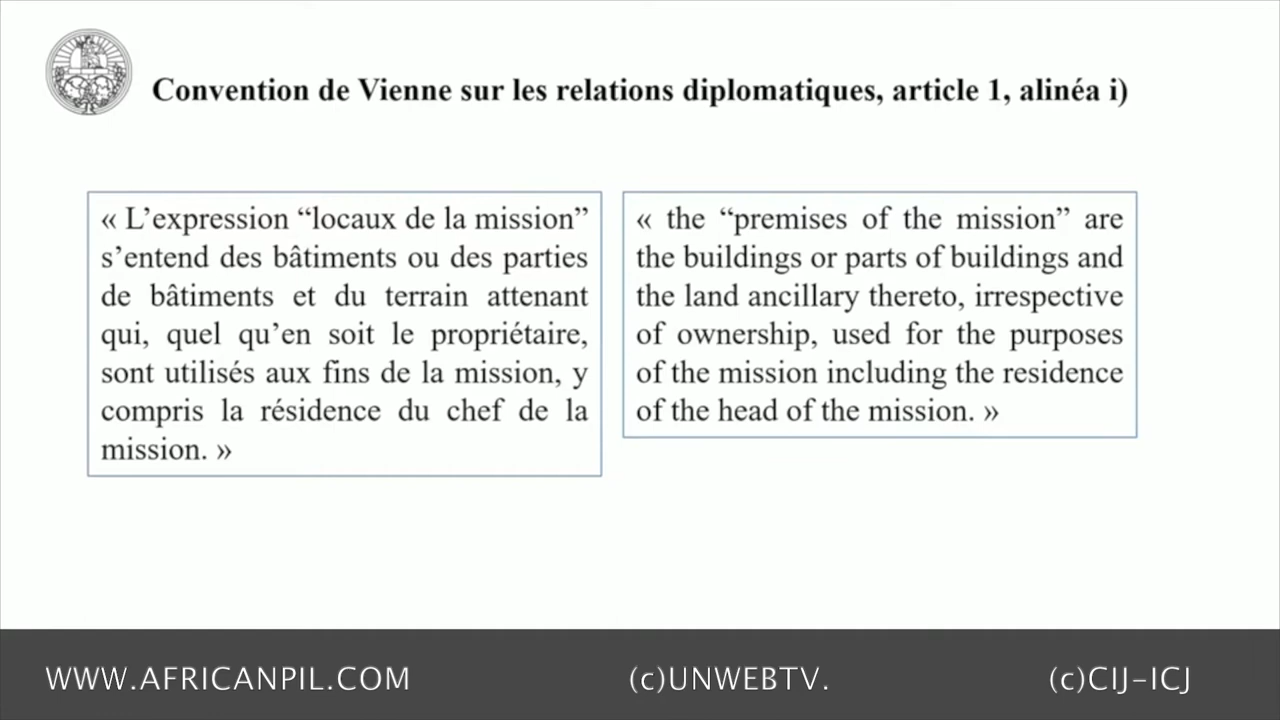 Convention de Vienne sur les relations diplomatiques, article 1, alinéa i)
« L’expression “locaux de la mission”
s’entend des bâtiments ou des parties
de bâtiments et du terrain attenant
qui, quel qu’en soit le propriétaire,
sont utilisés aux fins de la mission, y
compris la résidence du chef de la
mission. »
« the “premises of the mission” are
the buildings or parts of buildings and
the land ancillary thereto, irrespective
of ownership, used for the purposes
of the mission including the residence
of the head of the mission. »
WWW.AFRICANPIL.COM
(c)UNWEBTV.
(c)CIJ-ICJ